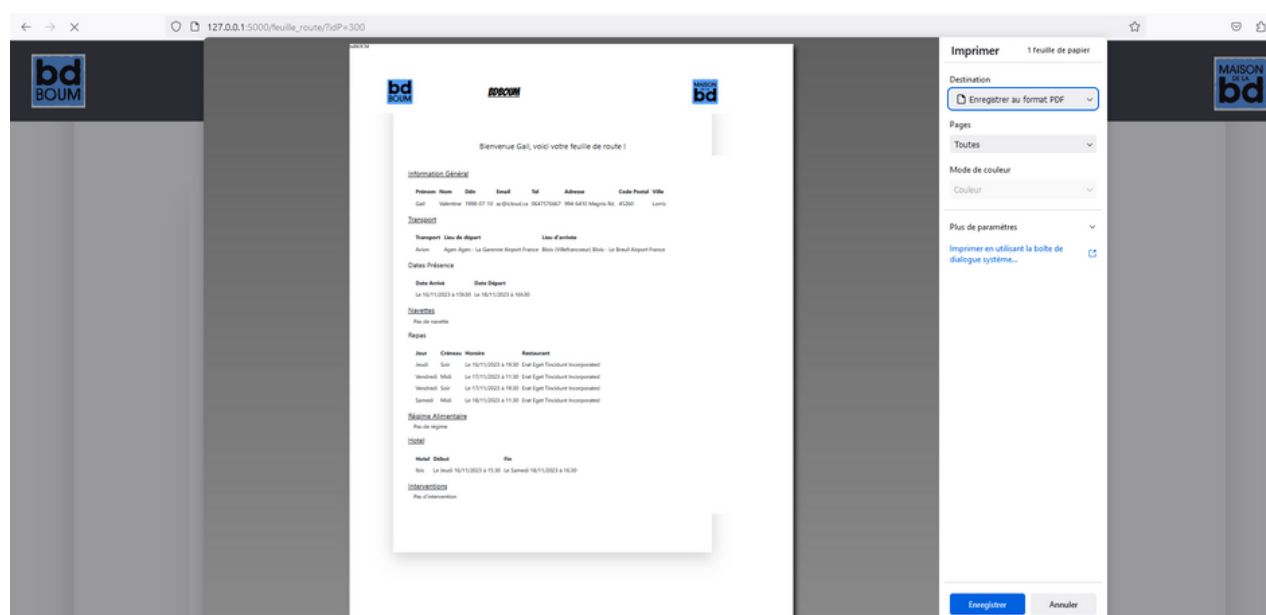 127.0.0.1:5000/feuille_route/?idP=300
bd
BOUM
MAISON
DE LA
bd
bd
BOUM
BDBOUM
MAISON
bd
Bienvenue Gail, voici votre feuille de route !
Information Général
Prénom Nom Ddn Email Tel Adresse Code Postal Ville
Gail Valentine 1998-07-10 ac@icloud.ca 0647576667 994-6410 Magnis Rd. 45260 Lorris
Transport
Transport Lieu de départ Lieu d'arrivée
Avion Agen Agen - La Garenne Airport France Blois (Villefrancoeur) Blois - Le Breuil Airport France
Dates Présence
Date Arrivé Date Départ
Le 16/11/2023 à 15h30 Le 18/11/2023 à 16h30
Navettes
Pas de navette
Repas
Jour Créneau Horaire Restaurant
Jeudi Soir Le 16/11/2023 à 19:30 Erat Eget Tincidunt Incorporated
Vendredi Midi Le 17/11/2023 à 11:30 Erat Eget Tincidunt Incorporated
Vendredi Soir Le 17/11/2023 à 19:30 Erat Eget Tincidunt Incorporated
Samedi Midi Le 18/11/2023 à 11:30 Erat Eget Tincidunt Incorporated
Régime Alimentaire
Pas de régime
Hotel
Hotel Début Fin
Ibis Le Jeudi 16/11/2023 à 15:30 Le Samedi 18/11/2023 à 16:30
Interventions
Pas d'intervention
Imprimer 1 feuille de papier
Destination
Enregistrer au format PDF
Pages
Toutes
Mode de couleur
Couleur
Plus de paramètres
Imprimer en utilisant la boîte de
dialogue système...
Enregistrer Annuler